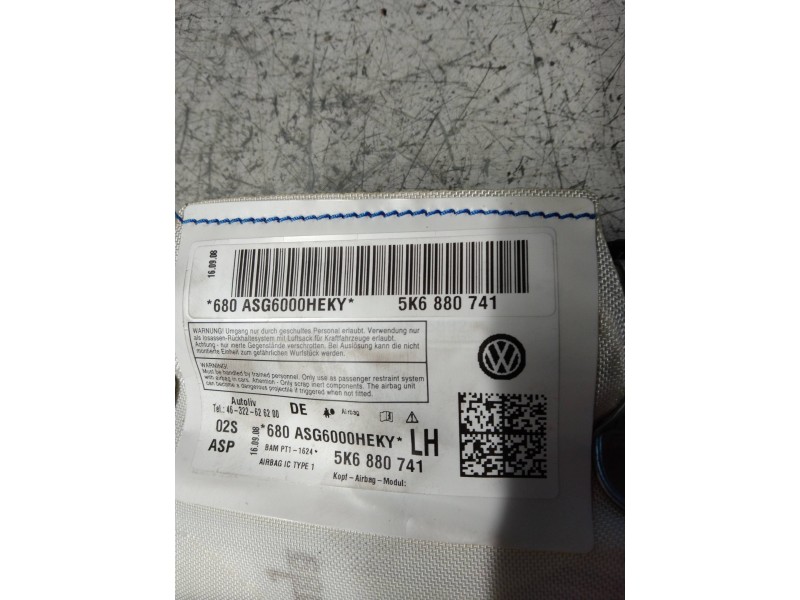 16.09.08
*680 ASG6000HEKY* 5K6 880 741
WARNUNG! Umgang nur durch geschultes Personal erlaubt. Verwendung nur
als Insassen-Rückhaltesystem mit Luftsack für Kraftfahrzeuge erlaubt.
Achtung - nur leere Gegenstände verschrotten. Bei Auslösung kann die nicht
montierte Einheit zum gefährlichen Wurfstück werden.
WARNING!
Must be handled by trained personnel. Only use as passenger restraint system
with airbag in cars. Attention - Only scrap inert components. The airbag unit
can become a dangerous projectile if triggered when not fitted.
Autoliv
Tel.: 46-322-62 62 00
DE
Airbag
02S
ASP
16.09.08
*680 ASG6000HEKY*
LH
BAM PT1-1624*
5K6 880 741
AIRBAG IC TYPE 1
Kopf-Airbag-Modul: